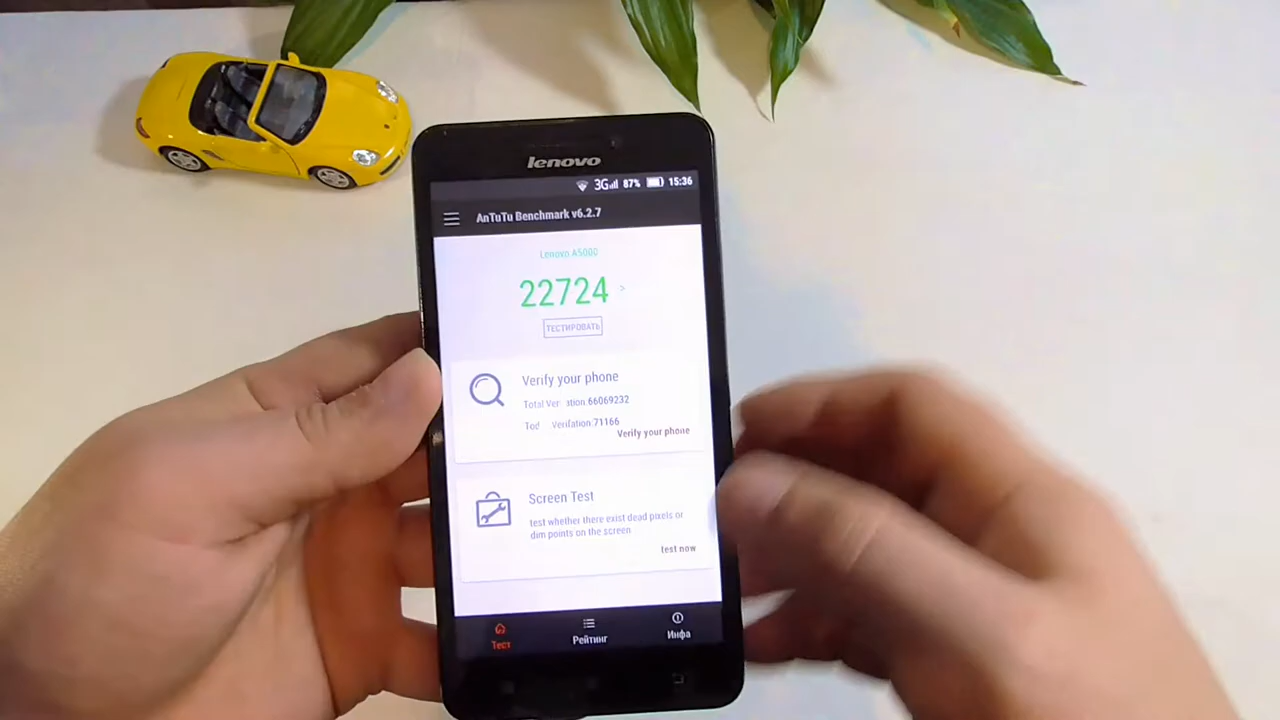 lenovo
3G 87% 15:36
AnTuTu Benchmark v6.2.7
Lenovo A5000
22724 >
ТЕСТИРОВАТЬ
Verify your phone
Total Ver ation 66069232
Tod Verifation:71166
Verify your phone
Screen Test
test whether there exist dead pixels or
dim points on the screen
test now
Тест Рейтинг Инфа